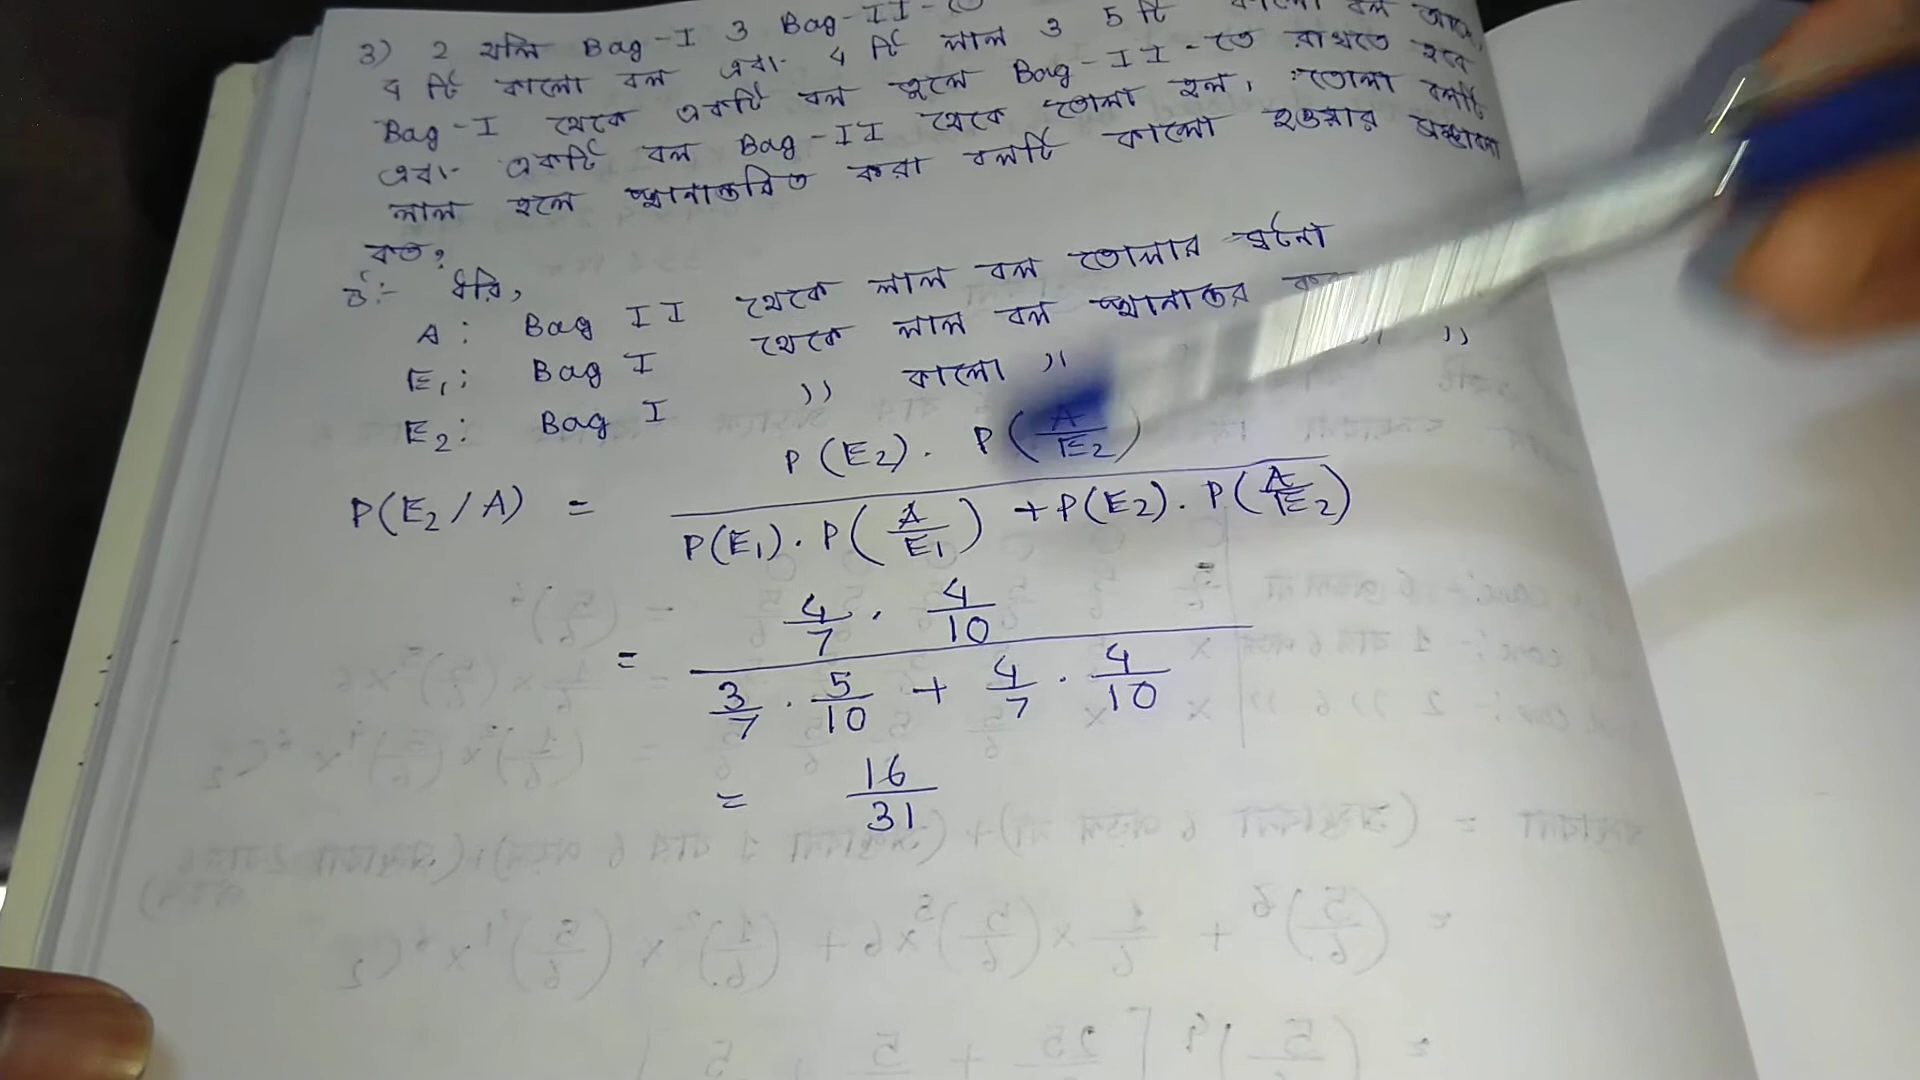 3) 2 থলি Bag-I ও Bag-II-তে
4 টি কালো বল এবং 4 টি লাল ও 5 টি কালো বল আছে,
Bag-I থেকে একটি বল তুলে Bag-II-তে রাখতে হবে
এবং একটি বল Bag-II থেকে তোলা হল, তোলা বলটি
লাল হলে স্থানান্তরিত করা বলটি কালো হওয়ার সম্ভাবনা
কত?
উঃ- ধরি,
A: Bag II থেকে লাল বল তোলার ঘটনা
E₁: Bag I থেকে লাল বল স্থানান্তর
E₂: Bag I ,, কালো ,, ,,
P(E₂/A) = P(E₂). P(A/E₂) / P(E₁). P(A/E₁) + P(E₂). P(A/E₂)
= 4/7 . 4/10 / 3/7 . 5/10 + 4/7 . 4/10
= 16/31